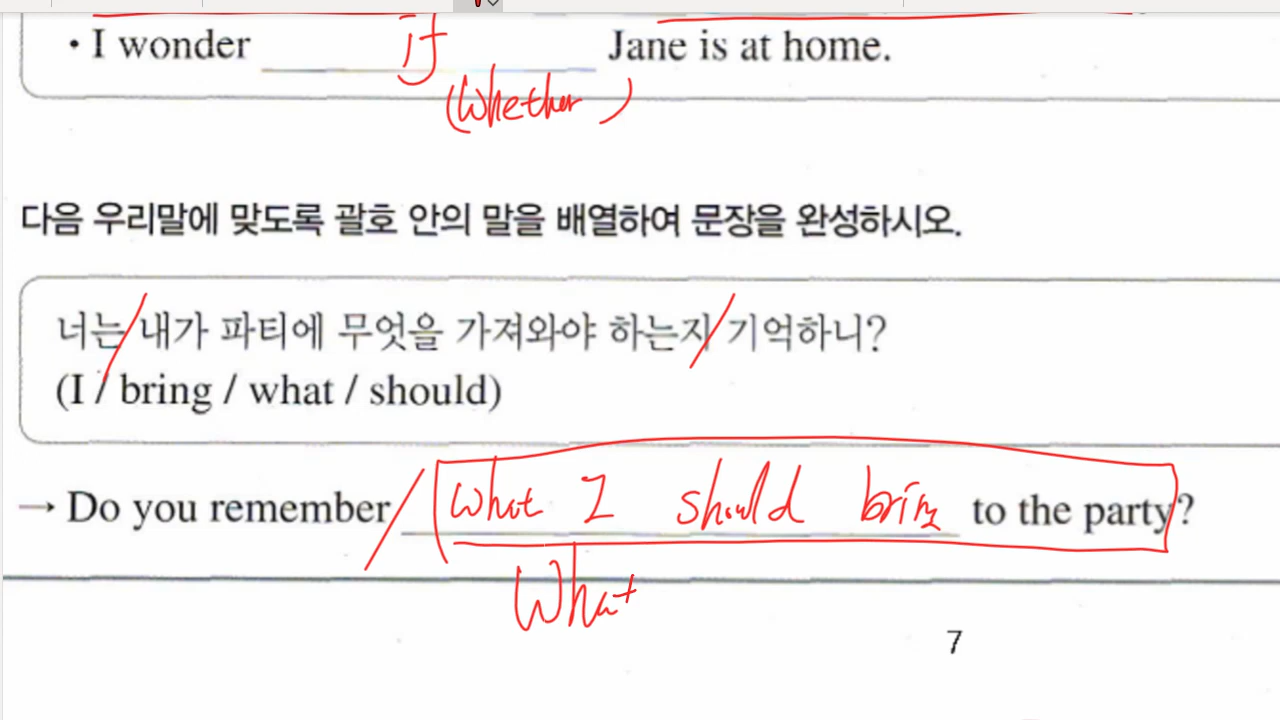 • I wonder if Jane is at home.
(whether)
다음 우리말에 맞도록 괄호 안의 말을 배열하여 문장을 완성하시오.
너는/내가 파티에 무엇을 가져와야 하는지/기억하니?
(I / bring / what / should)
→ Do you remember / what I should bring to the party?
What
7